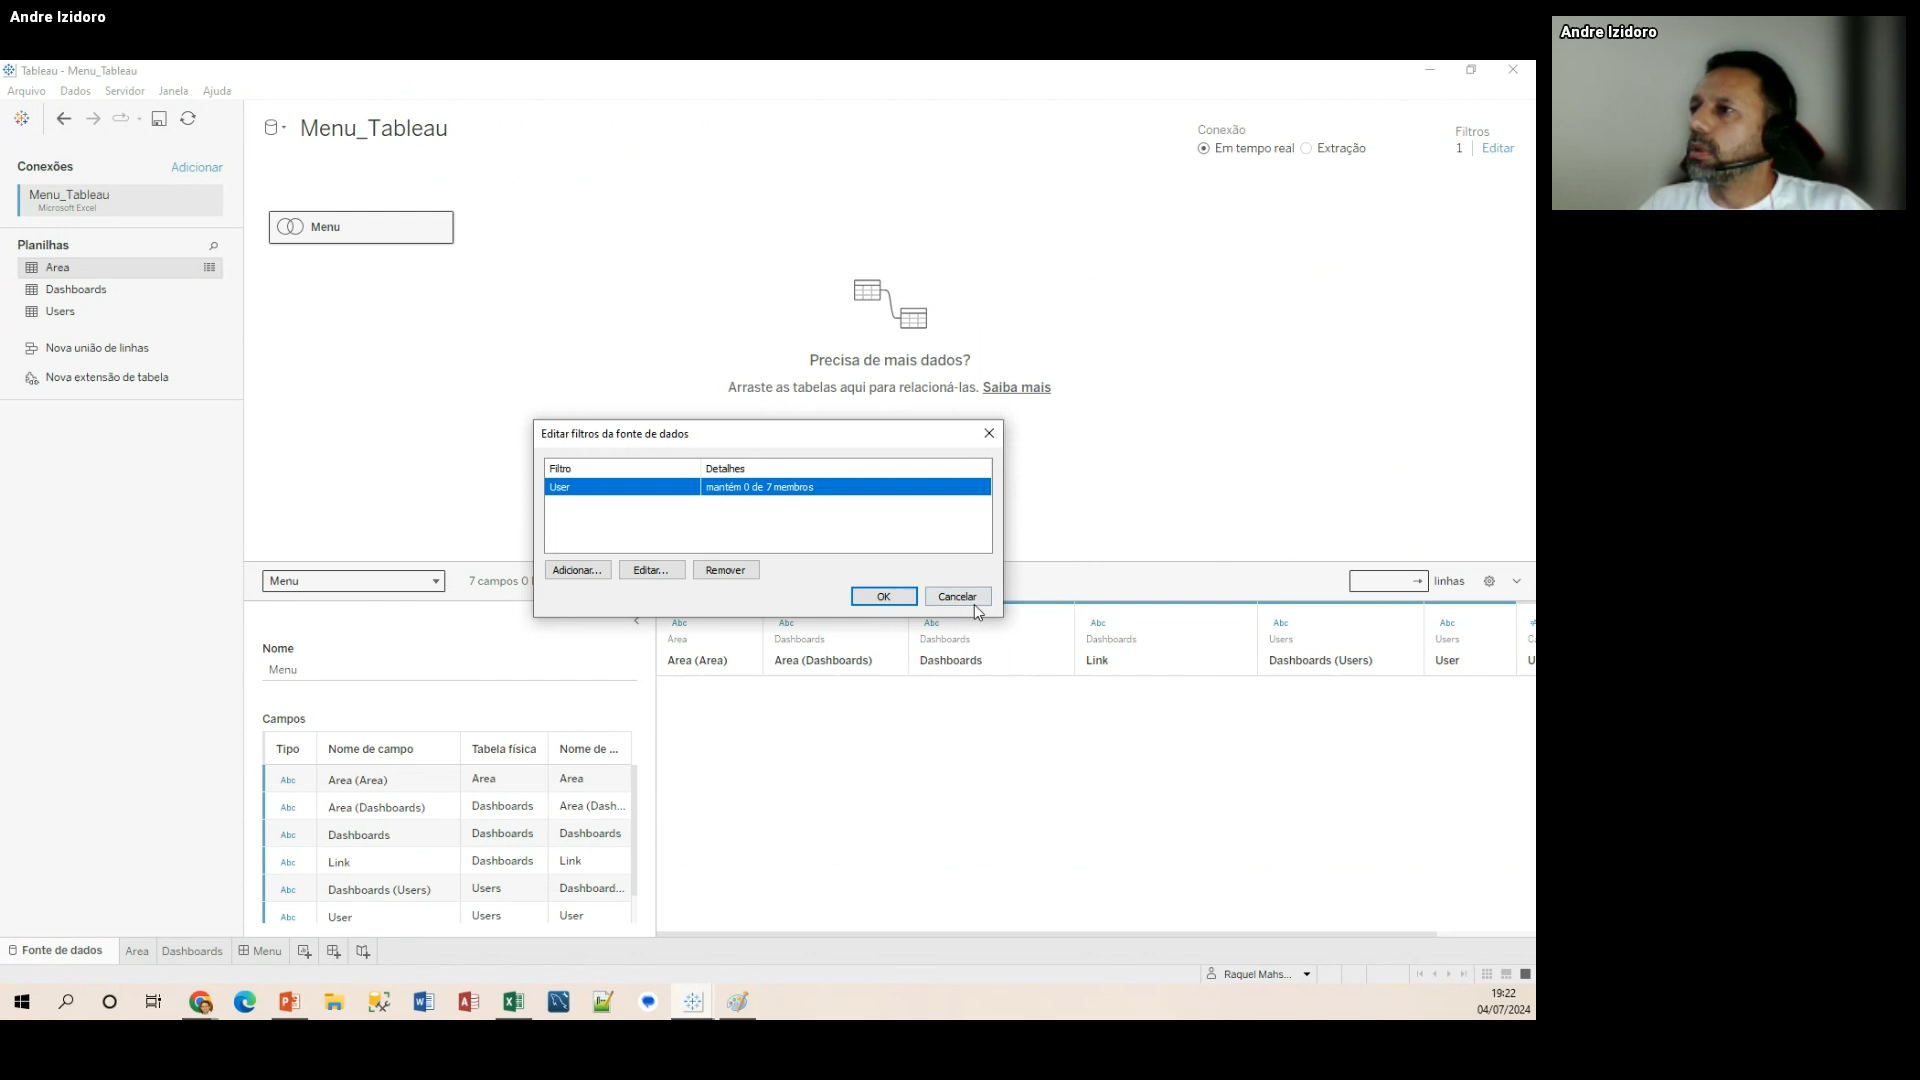 Andre Izidoro
Andre Izidoro
Tableau - Menu_Tableau
Arquivo Dados Servidor Janela Ajuda
Menu_Tableau
Conexão
Em tempo real Extração
Filtros
1 Editar
Conexões Adicionar
Menu_Tableau
Microsoft Excel
Planilhas
Area
Dashboards
Users
Nova união de linhas
Nova extensão de tabela
Menu
Precisa de mais dados?
Arraste as tabelas aqui para relacioná-las. Saiba mais
Editar filtros da fonte de dados
Filtro Detalhes
User mantém 0 de 7 membros
Adicionar... Editar... Remover
OK Cancelar
Menu 7 campos 0 linhas
Nome
Menu
Campos
Tipo Nome de campo Tabela física Nome de ...
Abc Area (Area) Area Area
Abc Area (Dashboards) Dashboards Area (Dash...
Abc Dashboards Dashboards Dashboards
Abc Link Dashboards Link
Abc Dashboards (Users) Users Dashboard...
Abc User Users User
Abc Abc Abc Abc Abc Abc
Area Dashboards Dashboards Dashboards Users Users
Area (Area) Area (Dashboards) Dashboards Link Dashboards (Users) User
Fonte de dados Area Dashboards Menu
Raquel Mahs...
19:22
04/07/2024